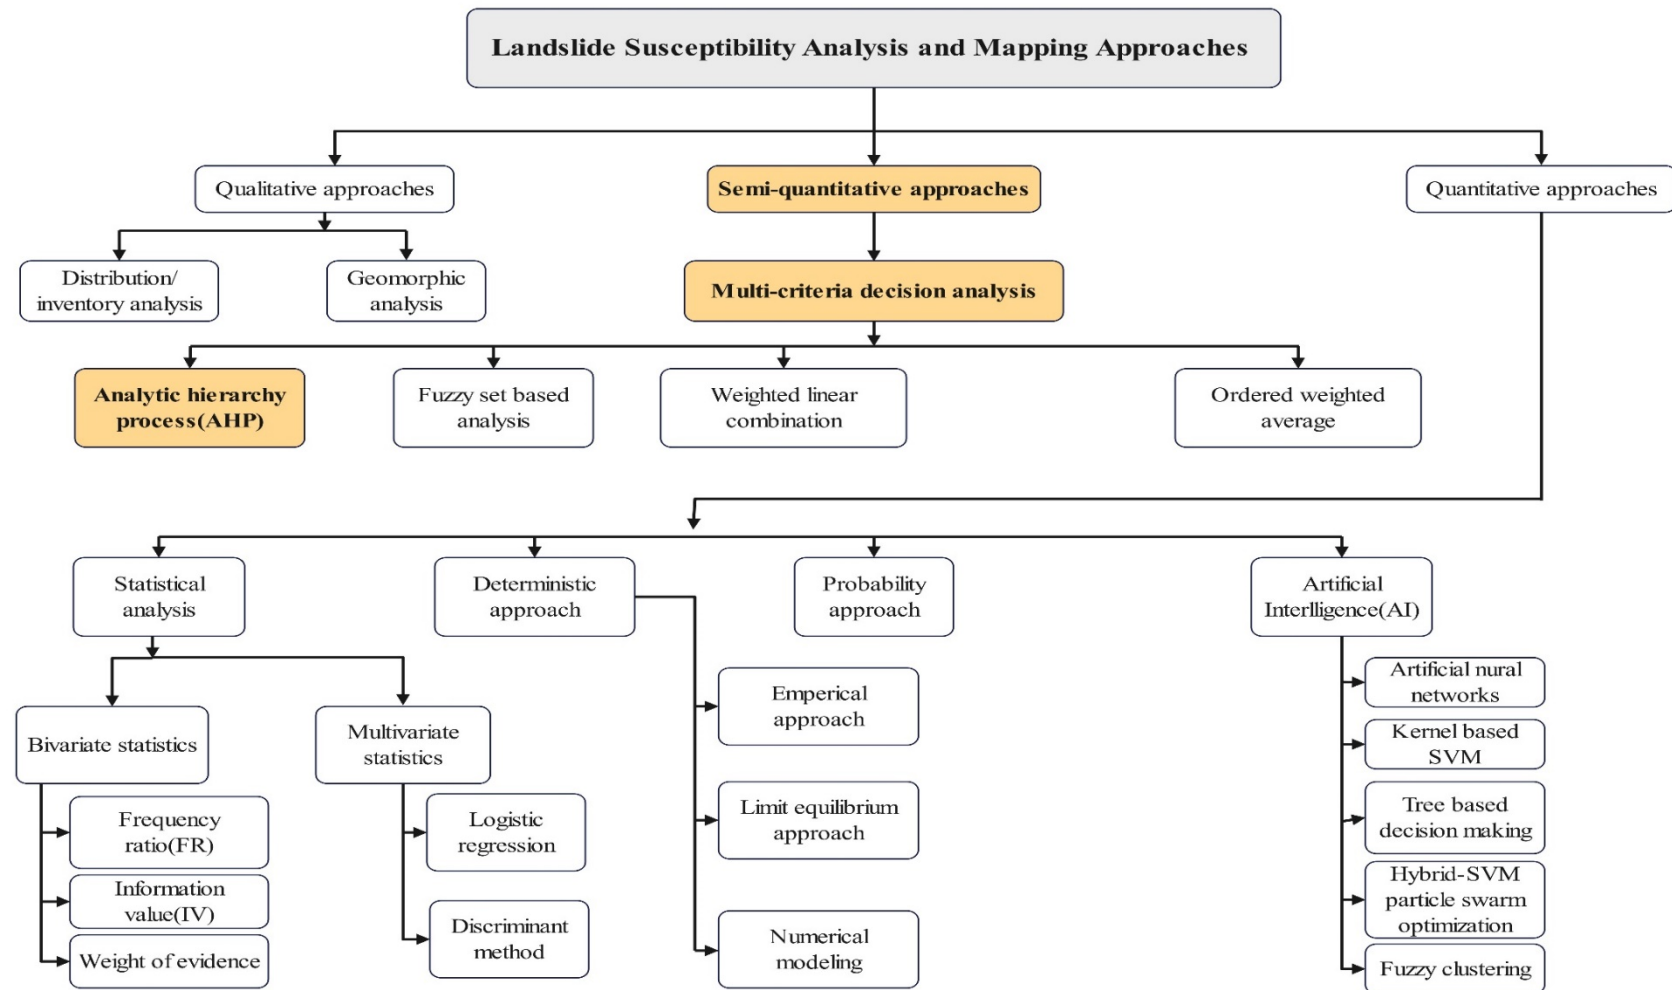 Landslide Susceptibility Analysis and Mapping Approaches
Qualitative approaches
Semi-quantitative approaches
Quantitative approaches
Distribution/
inventory analysis
Geomorphic
analysis
Multi-criteria decision analysis
Analytic hierarchy
process(AHP)
Fuzzy set based
analysis
Weighted linear
combination
Ordered weighted
average
Statistical
analysis
Deterministic
approach
Probability
approach
Artificial
Interlligence(AI)
Bivariate statistics
Multivariate
statistics
Frequency
ratio(FR)
Information
value(IV)
Weight of evidence
Logistic
regression
Discriminant
method
Emperical
approach
Limit equilibrium
approach
Numerical
modeling
Artificial nural
networks
Kernel based
SVM
Tree based
decision making
Hybrid-SVM
particle swarm
optimization
Fuzzy clustering